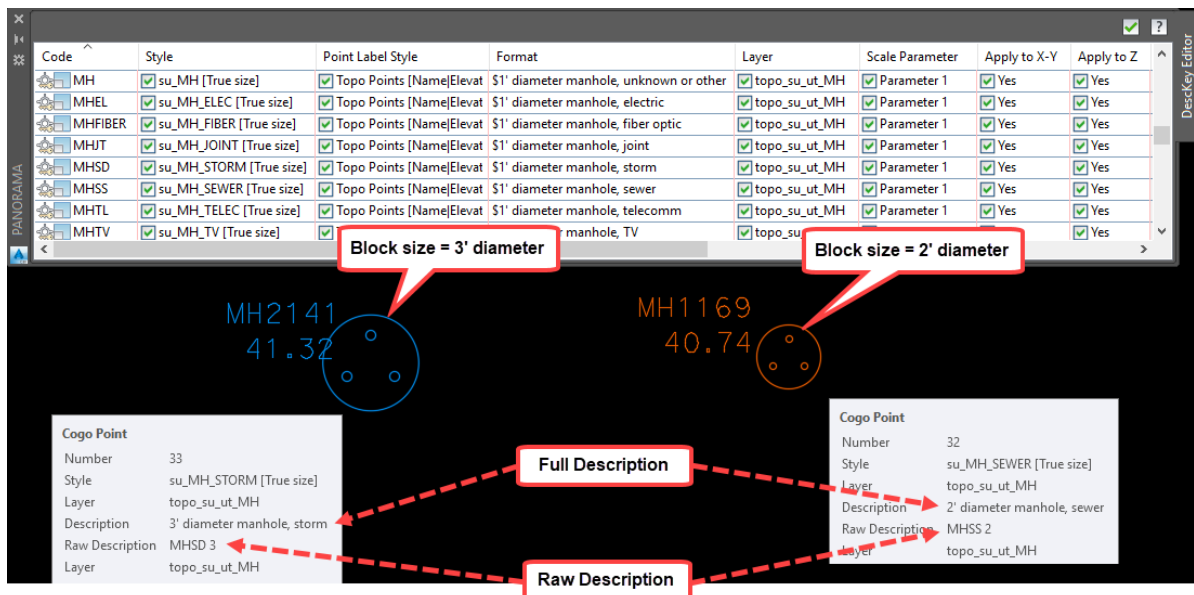 Code Style Point Label Style Format Layer Scale Parameter Apply to X-Y Apply to Z
MH su_MH [True size] Topo Points [Name|Elevat $1' diameter manhole, unknown or other topo_su_ut_MH Parameter 1 Yes Yes
MHEL su_MH_ELEC [True size] Topo Points [Name|Elevat $1' diameter manhole, electric topo_su_ut_MH Parameter 1 Yes Yes
MHFIBER su_MH_FIBER [True size] Topo Points [Name|Elevat $1' diameter manhole, fiber optic topo_su_ut_MH Parameter 1 Yes Yes
MHJT su_MH_JOINT [True size] Topo Points [Name|Elevat $1' diameter manhole, joint topo_su_ut_MH Parameter 1 Yes Yes
MHSD su_MH_STORM [True size] Topo Points [Name|Elevat $1' diameter manhole, storm topo_su_ut_MH Parameter 1 Yes Yes
MHSS su_MH_SEWER [True size] Topo Points [Name|Elevat $1' diameter manhole, sewer topo_su_ut_MH Parameter 1 Yes Yes
MHTL su_MH_TELEC [True size] Topo Points [Name|Elevat $1' diameter manhole, telecomm topo_su_ut_MH Parameter 1 Yes Yes
MHTV su_MH_TV [True size] manhole, TV Yes
DescKey Editor
PANORAMA
Block size = 3' diameter
Block size = 2' diameter
MH2141
41.32
MH1169
40.74
Cogo Point
Number 33
Style su_MH_STORM [True size]
Layer topo_su_ut_MH
Description 3' diameter manhole, storm
Raw Description MHSD 3
Layer topo_su_ut_MH
Full Description
Raw Description
Cogo Point
Number 32
Style su_MH_SEWER [True size]
Layer topo_su_ut_MH
Description 2' diameter manhole, sewer
Raw Description MHSS 2
Layer topo_su_ut_MH